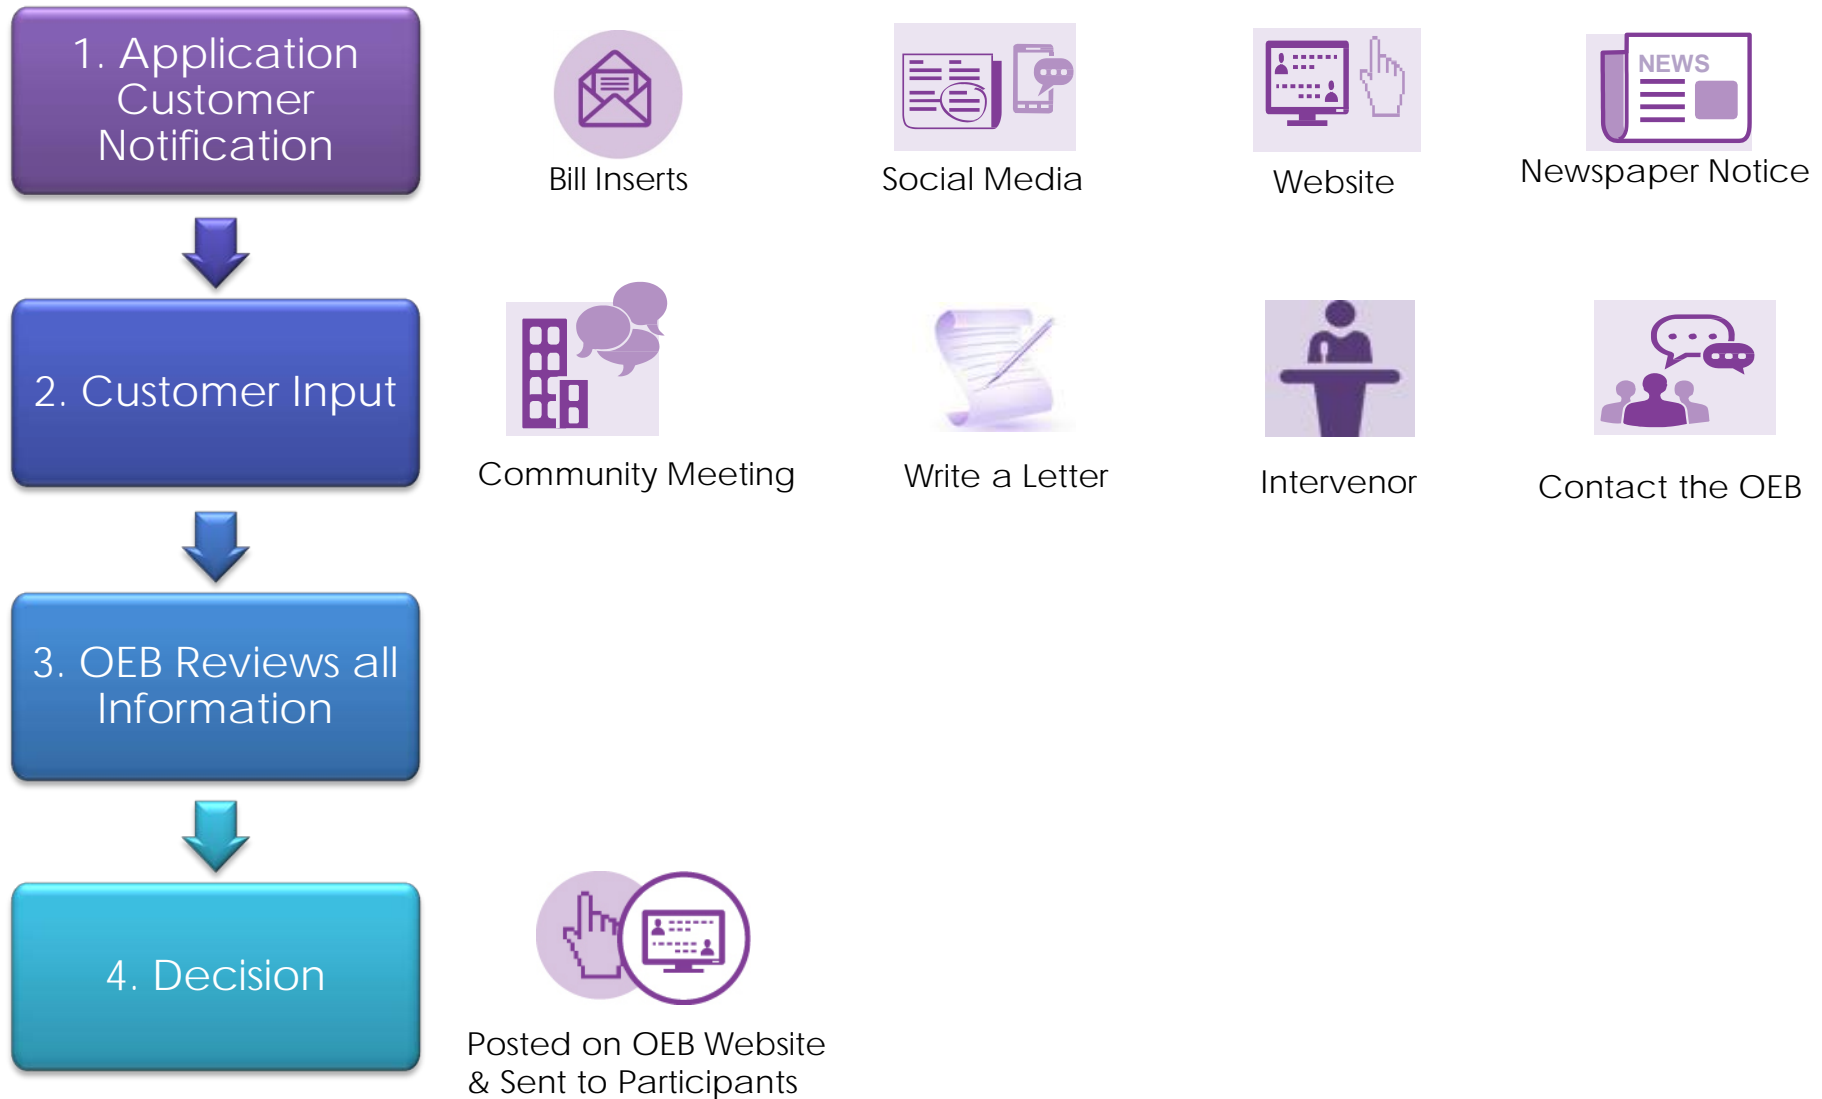 1. Application
Customer
Notification
Bill Inserts
Social Media
Website
NEWS
Newspaper Notice
2. Customer Input
Community Meeting
Write a Letter
Intervenor
Contact the OEB
3. OEB Reviews all
Information
4. Decision
Posted on OEB Website
& Sent to Participants